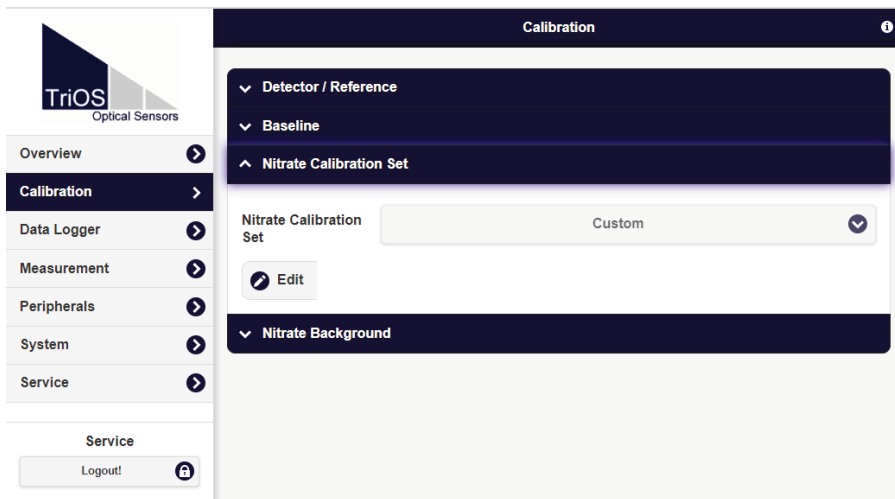 TriOS
Optical Sensors
Overview
Calibration
Data Logger
Measurement
Peripherals
System
Service
Service
Logout!
Calibration
Detector / Reference
Baseline
Nitrate Calibration Set
Nitrate Calibration
Set
Custom
Edit
Nitrate Background